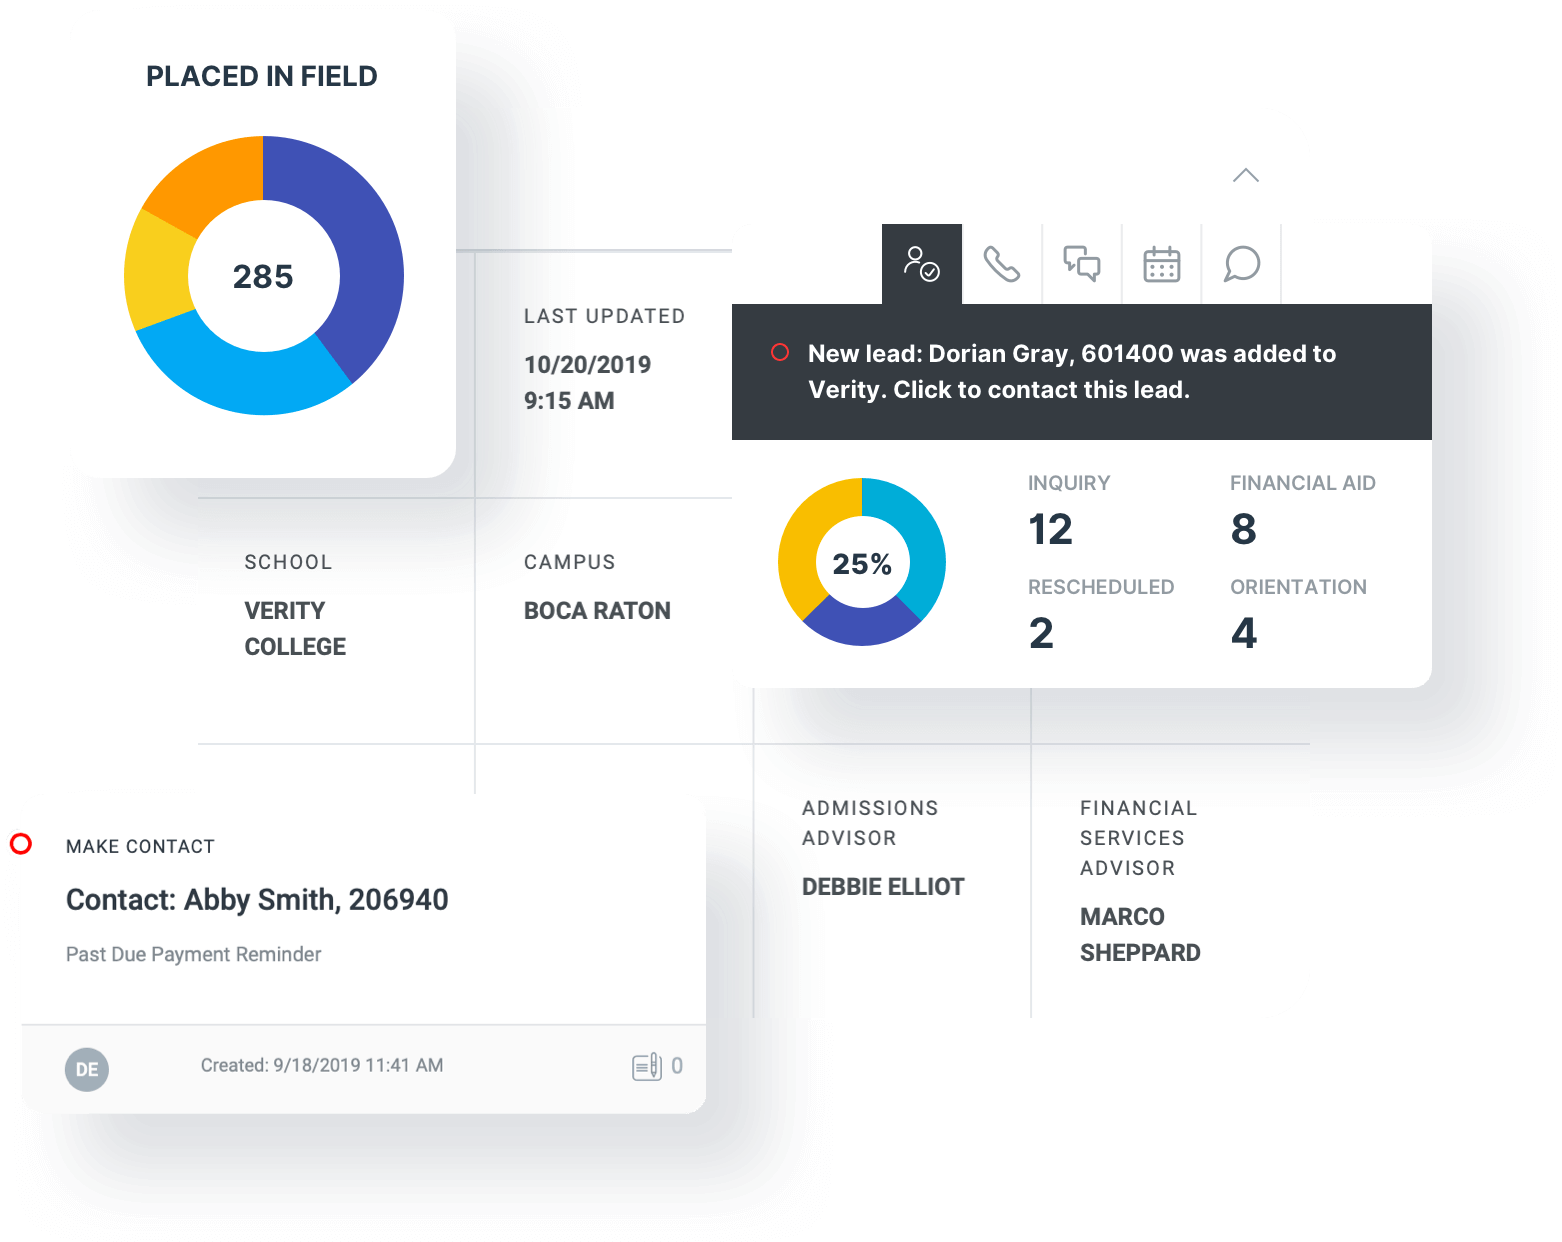 PLACED IN FIELD
285
LAST UPDATED
10/20/2019
9:15 AM
New lead: Dorian Gray, 601400 was added to
Verity. Click to contact this lead.
25%
INQUIRY
12
FINANCIAL AID
8
RESCHEDULED
2
ORIENTATION
4
SCHOOL
VERITY
COLLEGE
CAMPUS
BOCA RATON
ADMISSIONS
ADVISOR
DEBBIE ELLIOT
FINANCIAL
SERVICES
ADVISOR
MARCO
SHEPPARD
MAKE CONTACT
Contact: Abby Smith, 206940
Past Due Payment Reminder
DE
Created: 9/18/2019 11:41 AM
0